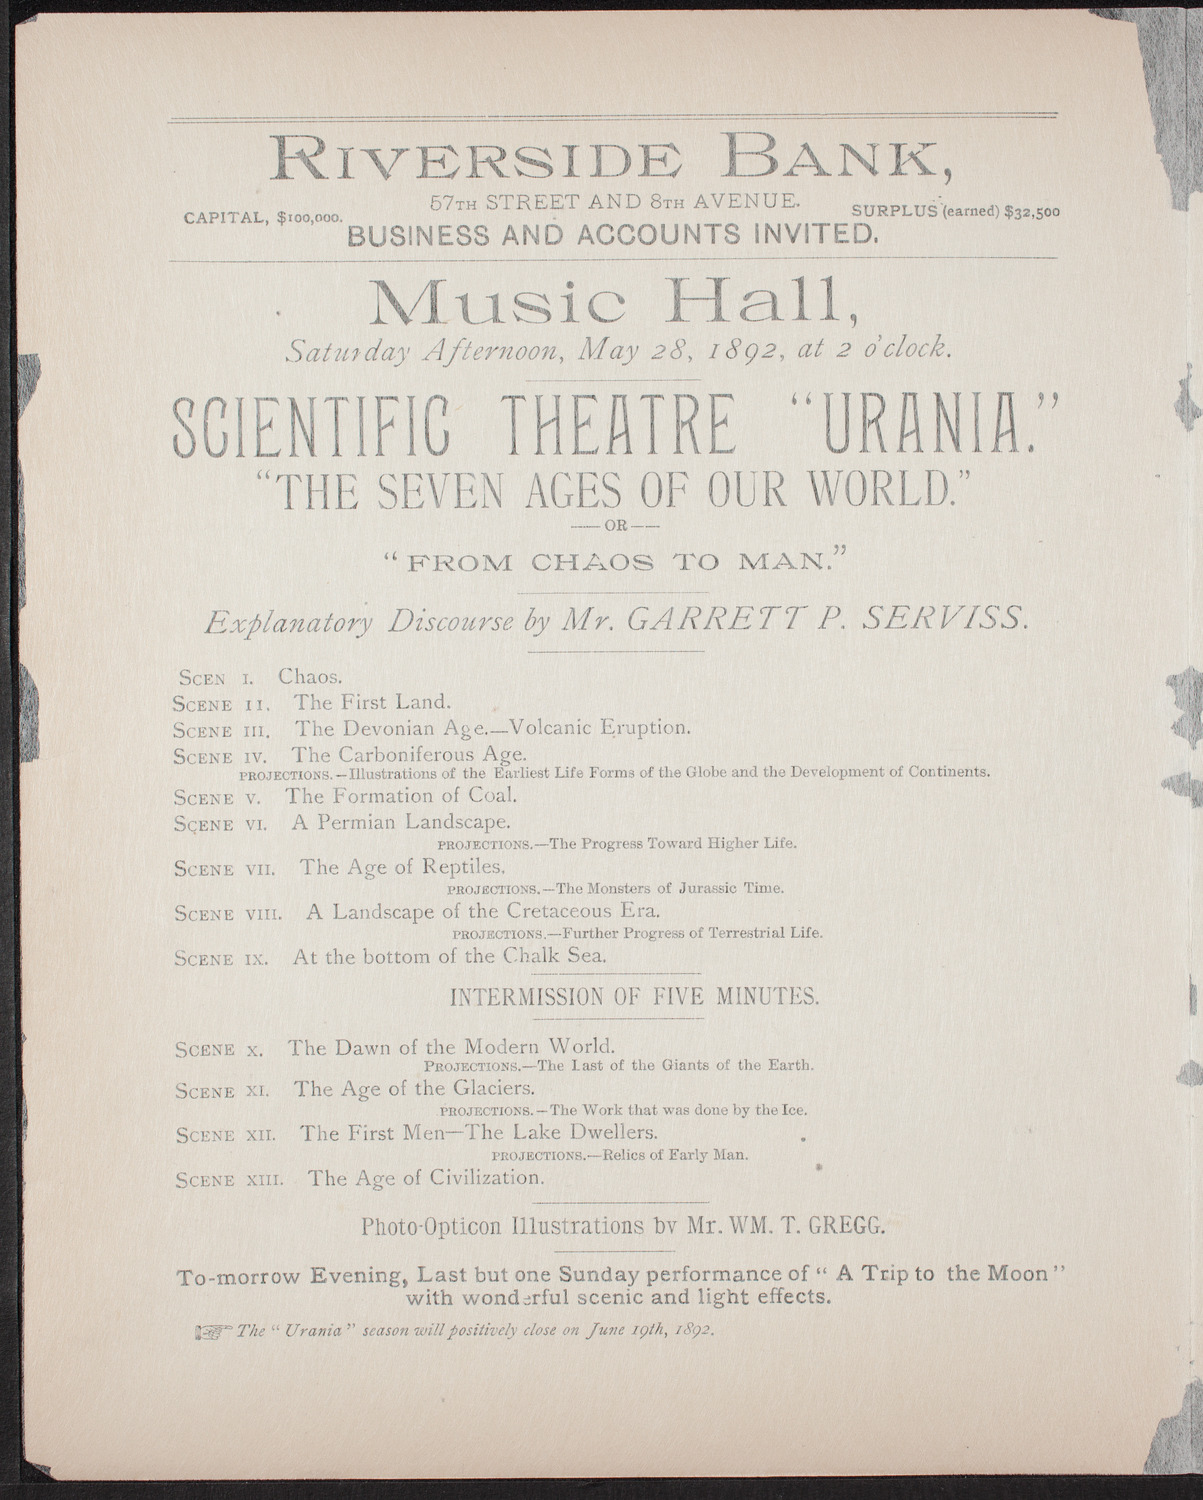 RIVERSIDE BANK,
57TH STREET AND 8TH AVENUE.
CAPITAL, $100,000.
SURPLUS (earned) $32,500
BUSINESS AND ACCOUNTS INVITED.
Music Hall,
Saturday Afternoon, May 28, 1892, at 2 o'clock.
SCIENTIFIC THEATRE “URANIA.”
“THE SEVEN AGES OF OUR WORLD.”
—OR—
“FROM CHAOS TO MAN.”
Explanatory Discourse by Mr. GARRETT P. SERVISS.
SCEN I. Chaos.
SCENE II. The First Land.
SCENE III. The Devonian Age.—Volcanic Eruption.
SCENE IV. The Carboniferous Age.
PROJECTIONS.—Illustrations of the Earliest Life Forms of the Globe and the Development of Continents.
SCENE V. The Formation of Coal.
SCENE VI. A Permian Landscape.
PROJECTIONS.—The Progress Toward Higher Life.
SCENE VII. The Age of Reptiles.
PROJECTIONS.—The Monsters of Jurassic Time.
SCENE VIII. A Landscape of the Cretaceous Era.
PROJECTIONS.—Further Progress of Terrestrial Life.
SCENE IX. At the bottom of the Chalk Sea.
INTERMISSION OF FIVE MINUTES.
SCENE X. The Dawn of the Modern World.
PROJECTIONS.—The Last of the Giants of the Earth.
SCENE XI. The Age of the Glaciers.
PROJECTIONS.—The Work that was done by the Ice.
SCENE XII. The First Men—The Lake Dwellers.
PROJECTIONS.—Relics of Early Man.
SCENE XIII. The Age of Civilization.
Photo-Opticon Illustrations by Mr. WM. T. GREGG.
To-morrow Evening, Last but one Sunday performance of “ A Trip to the Moon”
with wonderful scenic and light effects.
☞ The “Urania” season will positively close on June 19th, 1892.